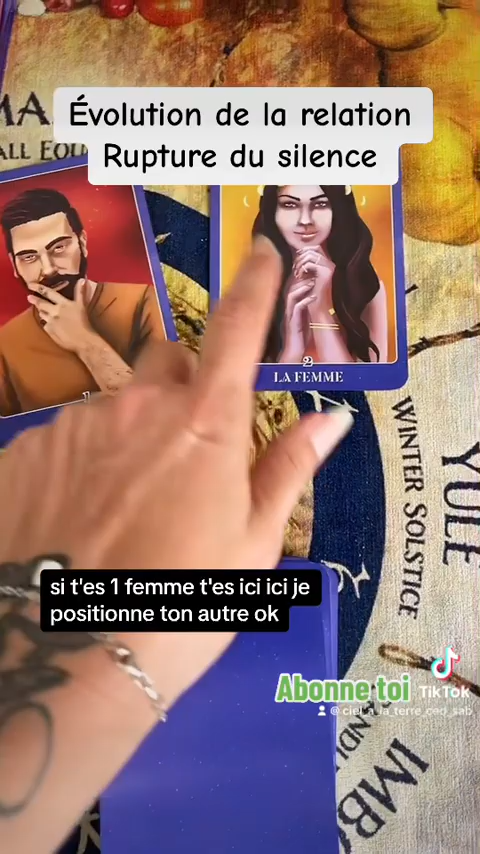 Évolution de la relation
Rupture du silence
1
2
LA FEMME
WINTER SOLSTICE
YULE
si t'es 1 femme t'es ici ici je
positionne ton autre ok
Abonne toi
TikTok
@ciel_a_la_terre_ced_sab